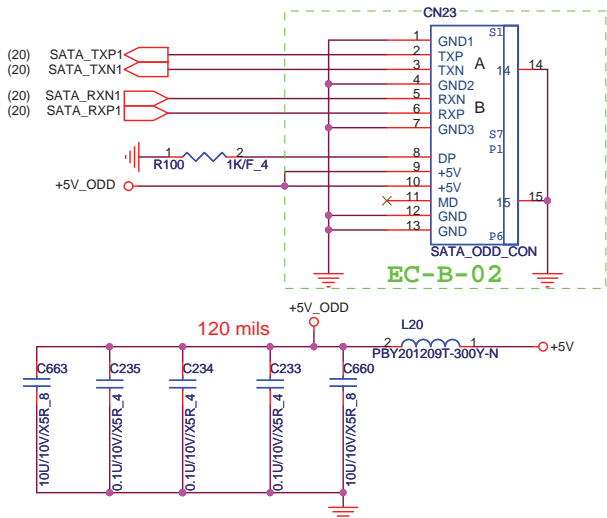 CN23
1 GND1 S1
(20) SATA_TXP1 2 TXP
(20) SATA_TXN1 3 TXN A 14 14
4 GND2
(20) SATA_RXN1 5 RXN B
(20) SATA_RXP1 6 RXP
7 GND3 S7
P1
1 2 8 DP
R100 1K/F_4 9 +5V
+5V_ODD 10 +5V
11 MD 15 15
12 GND
13 GND P6
SATA_ODD_CON
EC-B-02
+5V_ODD
120 mils
L20
2 1 +5V
PBY201209T-300Y-N
C663 C235 C234 C233 C660
10U/10V/X5R_8 0.1U/10V/X5R_4 0.1U/10V/X5R_4 0.1U/10V/X5R_4 10U/10V/X5R_8